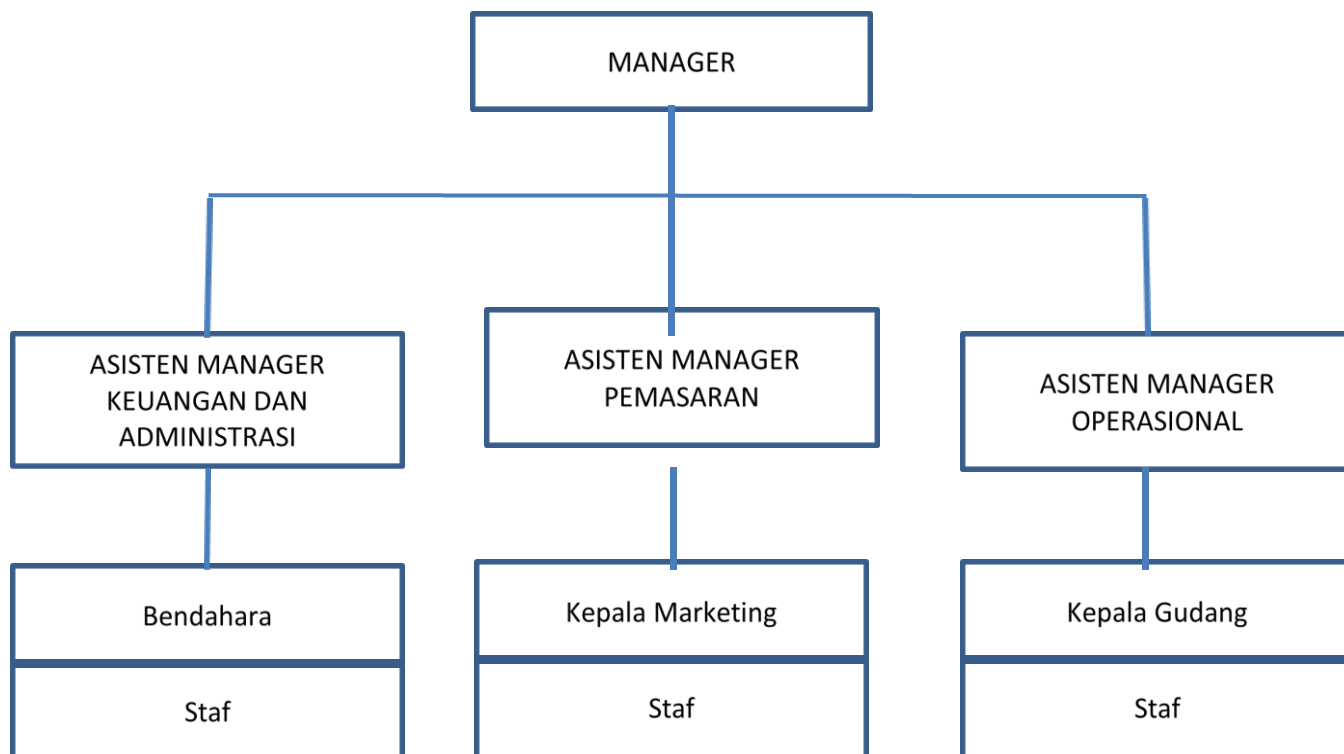 MANAGER
ASISTEN MANAGER
KEUANGAN DAN
ADMINISTRASI
ASISTEN MANAGER
PEMASARAN
ASISTEN MANAGER
OPERASIONAL
Bendahara
Kepala Marketing
Kepala Gudang
Staf
Staf
Staf